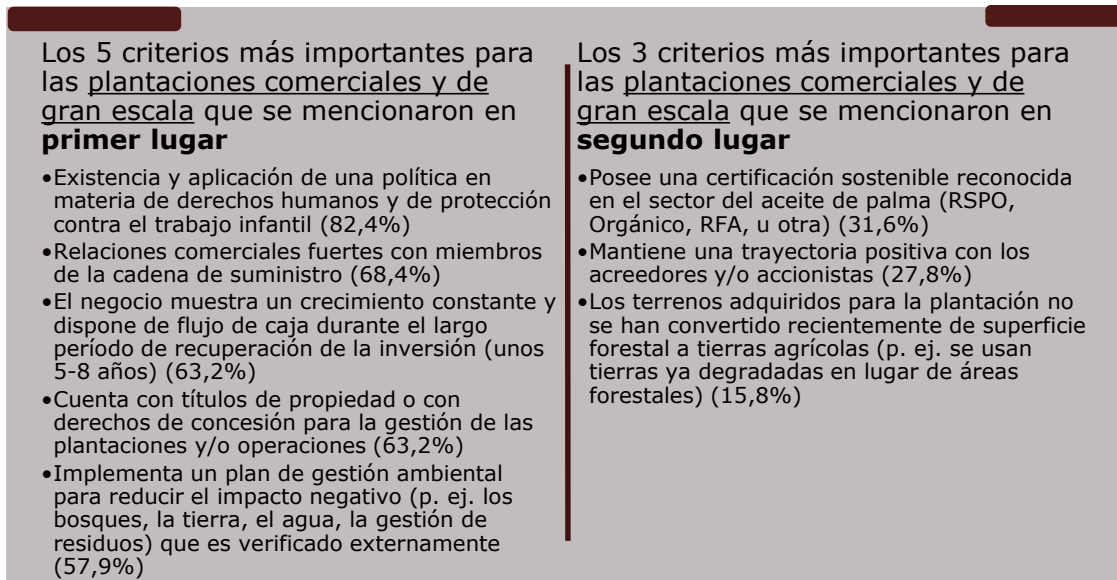 Los 5 criterios más importantes para
las plantaciones comerciales y de
gran escala que se mencionaron en
primer lugar
•Existencia y aplicación de una política en
materia de derechos humanos y de protección
contra el trabajo infantil (82,4%)
•Relaciones comerciales fuertes con miembros
de la cadena de suministro (68,4%)
•El negocio muestra un crecimiento constante y
dispone de flujo de caja durante el largo
período de recuperación de la inversión (unos
5-8 años) (63,2%)
•Cuenta con títulos de propiedad o con
derechos de concesión para la gestión de las
plantaciones y/o operaciones (63,2%)
•Implementa un plan de gestión ambiental
para reducir el impacto negativo (p. ej. los
bosques, la tierra, el agua, la gestión de
residuos) que es verificado externamente
(57,9%)
Los 3 criterios más importantes para
las plantaciones comerciales y de
gran escala que se mencionaron en
segundo lugar
•Posee una certificación sostenible reconocida
en el sector del aceite de palma (RSPO,
Orgánico, RFA, u otra) (31,6%)
•Mantiene una trayectoria positiva con los
acreedores y/o accionistas (27,8%)
•Los terrenos adquiridos para la plantación no
se han convertido recientemente de superficie
forestal a tierras agrícolas (p. ej. se usan
tierras ya degradadas en lugar de áreas
forestales) (15,8%)